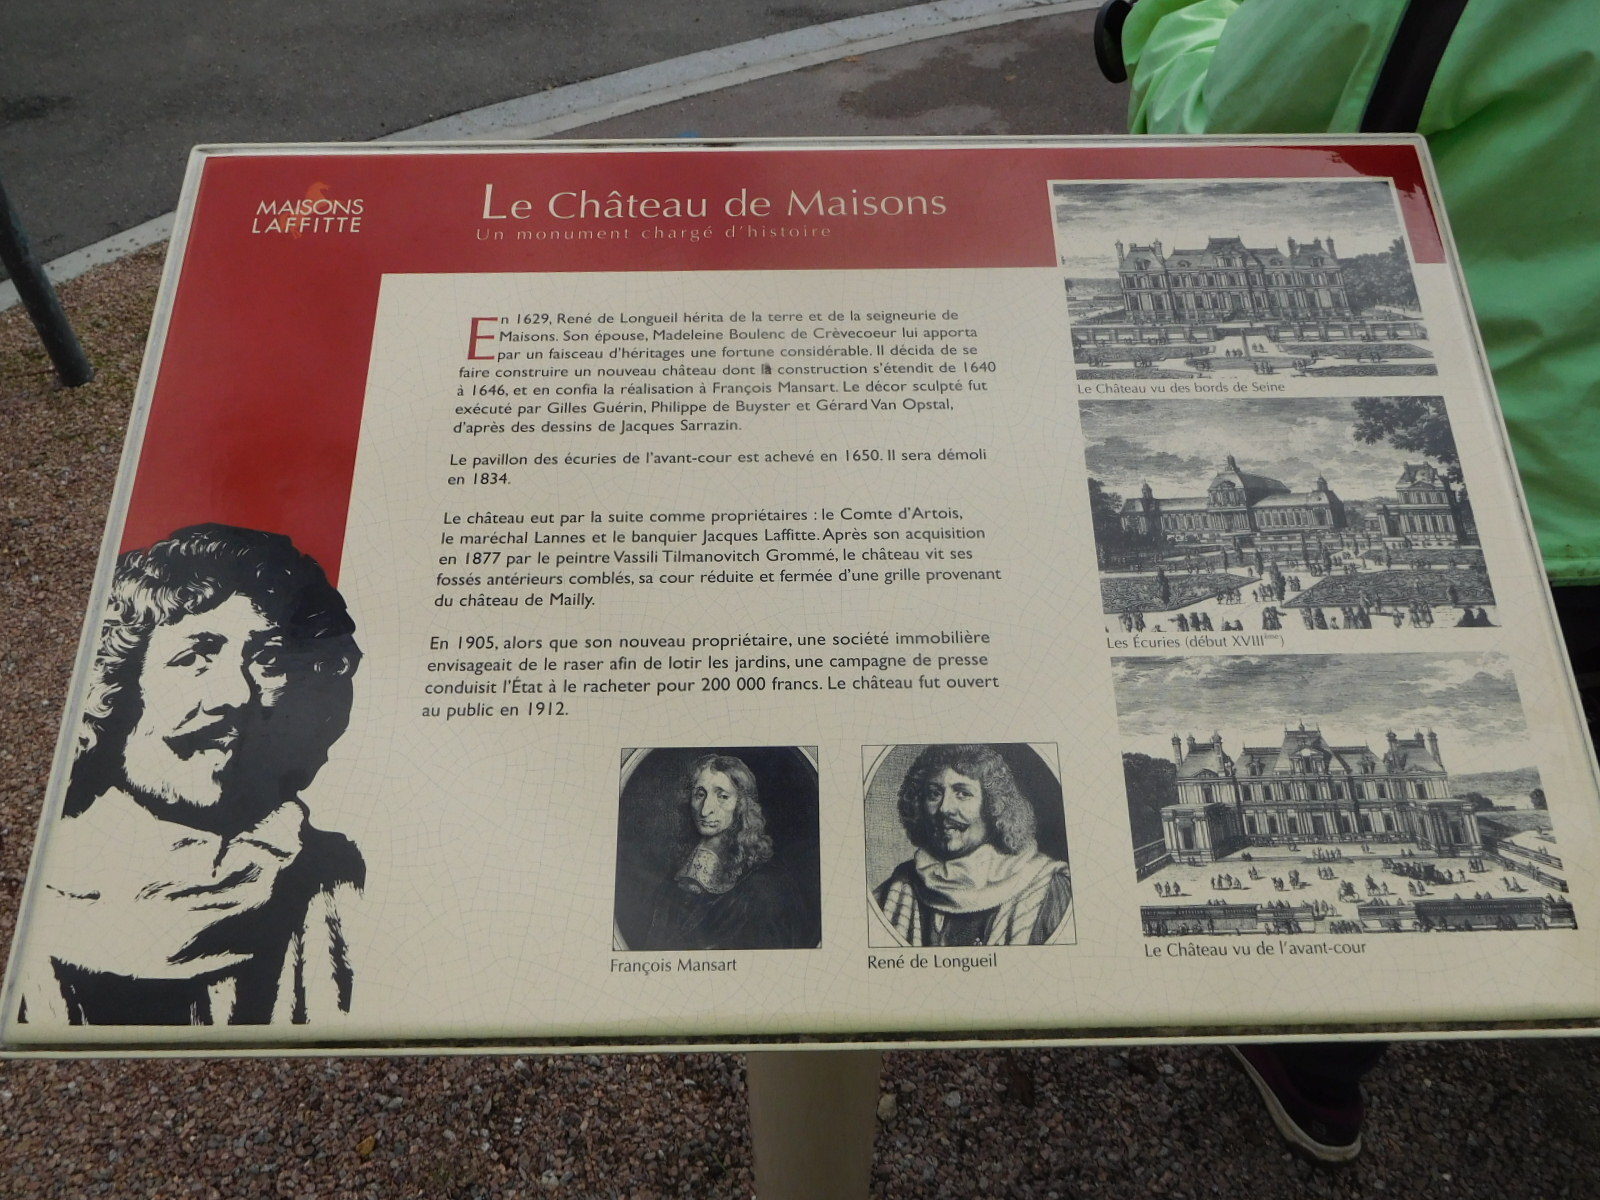 MAISONS
LAFFITTE
Le Château de Maisons
Un monument chargé d'histoire
En 1629, René de Longueil hérita de la terre et de la seigneurie de
Maisons. Son épouse, Madeleine Boulenc de Crèvecoeur lui apporta
par un faisceau d'héritages une fortune considérable. Il décida de se
faire construire un nouveau château dont la construction s'étendit de 1640
à 1646, et en confia la réalisation à François Mansart. Le décor sculpté fut
exécuté par Gilles Guérin, Philippe de Buyster et Gérard Van Opstal,
d'après des dessins de Jacques Sarrazin.
Le pavillon des écuries de l'avant-cour est achevé en 1650. Il sera démoli
en 1834.
Le château eut par la suite comme propriétaires : le Comte d'Artois,
le maréchal Lannes et le banquier Jacques Laffitte. Après son acquisition
en 1877 par le peintre Vassili Tilmanovitch Grommé, le château vit ses
fossés antérieurs comblés, sa cour réduite et fermée d'une grille provenant
du château de Mailly.
En 1905, alors que son nouveau propriétaire, une société immobilière
envisageait de le raser afin de lotir les jardins, une campagne de presse
conduisit l'État à le racheter pour 200 000 francs. Le château fut ouvert
au public en 1912.
François Mansart
René de Longueil
Le Château vu des bords de Seine
Les Écuries (début XVIIIème)
Le Château vu de l'avant-cour